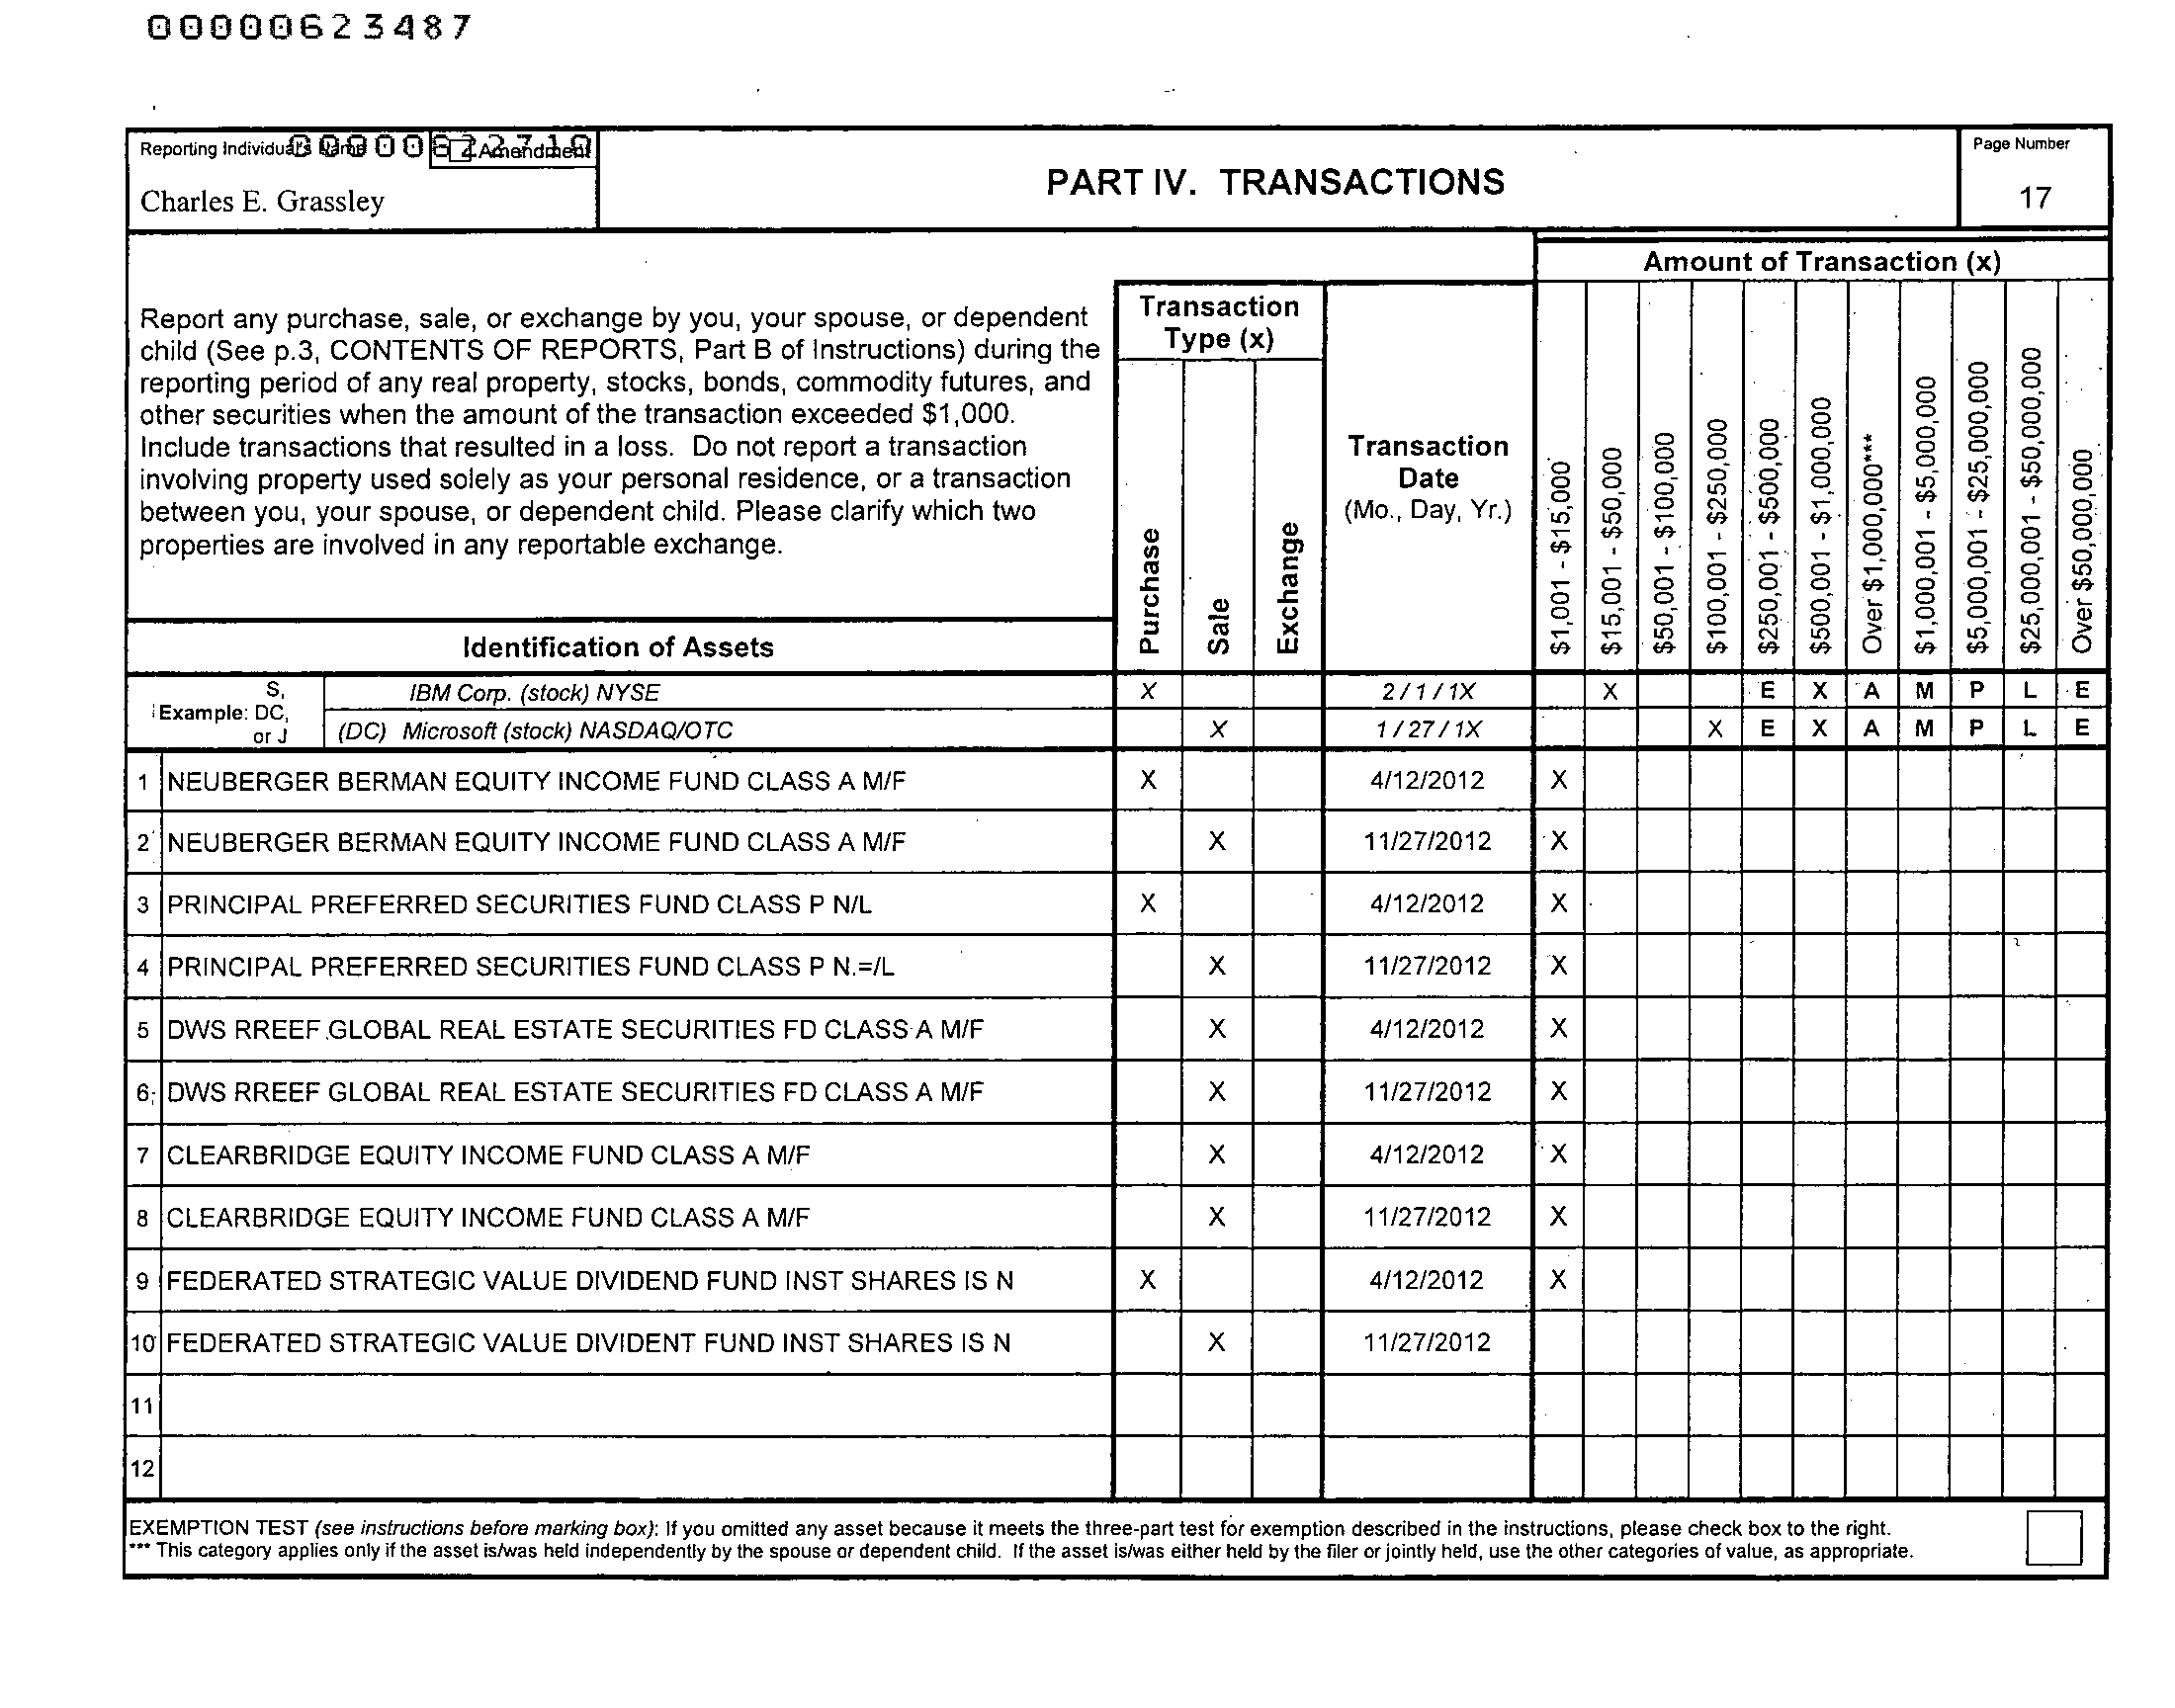 00000623487
Reporting Individual's Name
00000622710
Amendment
Charles E. Grassley
PART IV. TRANSACTIONS
Page Number
17
Amount of Transaction (x)
Report any purchase, sale, or exchange by you, your spouse, or dependent
child (See p.3, CONTENTS OF REPORTS, Part B of Instructions) during the
reporting period of any real property, stocks, bonds, commodity futures, and
other securities when the amount of the transaction exceeded $1,000.
Include transactions that resulted in a loss. Do not report a transaction
involving property used solely as your personal residence, or a transaction
between you, your spouse, or dependent child. Please clarify which two
properties are involved in any reportable exchange.
Identification of Assets
Transaction
Type (x)
Purchase
Sale
Exchange
Transaction
Date
(Mo., Day, Yr.)
$1,001 - $15,000
$15,001 - $50,000
$50,001 - $100,000
$100,001 - $250,000
$250,001 - $500,000
$500,001 - $1,000,000
Over $1,000,000***
$1,000,001 - $5,000,000
$5,000,001 - $25,000,000
$25,000,001 - $50,000,000
Over $50,000,000
Example:
S,
DC,
or J
IBM Corp. (stock) NYSE X 2 / 1 / 1X X E X A M P L E
(DC) Microsoft (stock) NASDAQ/OTC X 1 / 27 / 1X X E X A M P L E
1 NEUBERGER BERMAN EQUITY INCOME FUND CLASS A M/F X 4/12/2012 X
2 NEUBERGER BERMAN EQUITY INCOME FUND CLASS A M/F X 11/27/2012 X
3 PRINCIPAL PREFERRED SECURITIES FUND CLASS P N/L X 4/12/2012 X
4 PRINCIPAL PREFERRED SECURITIES FUND CLASS P N.=/L X 11/27/2012 X
5 DWS RREEF GLOBAL REAL ESTATE SECURITIES FD CLASS A M/F X 4/12/2012 X
6 DWS RREEF GLOBAL REAL ESTATE SECURITIES FD CLASS A M/F X 11/27/2012 X
7 CLEARBRIDGE EQUITY INCOME FUND CLASS A M/F X 4/12/2012 X
8 CLEARBRIDGE EQUITY INCOME FUND CLASS A M/F X 11/27/2012 X
9 FEDERATED STRATEGIC VALUE DIVIDEND FUND INST SHARES IS N X 4/12/2012 X
10 FEDERATED STRATEGIC VALUE DIVIDENT FUND INST SHARES IS N X 11/27/2012
11
12
EXEMPTION TEST (see instructions before marking box): If you omitted any asset because it meets the three-part test for exemption described in the instructions, please check box to the right.
*** This category applies only if the asset is/was held independently by the spouse or dependent child. If the asset is/was either held by the filer or jointly held, use the other categories of value, as appropriate.